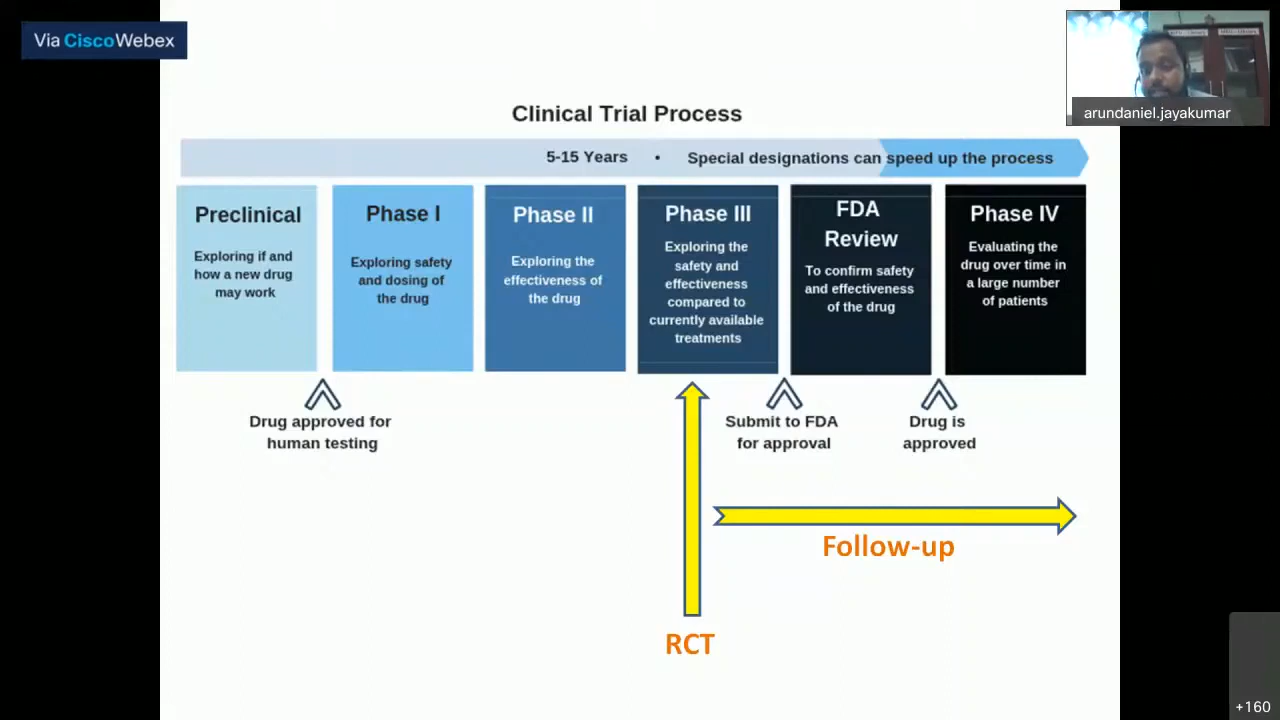 Via CiscoWebex
arundaniel.jayakumar
Clinical Trial Process
5-15 Years • Special designations can speed up the process
Preclinical
Exploring if and
how a new drug
may work
Phase I
Exploring safety
and dosing of
the drug
Phase II
Exploring the
effectiveness of
the drug
Phase III
Exploring the
safety and
effectiveness
compared to
currently available
treatments
FDA
Review
To confirm safety
and effectiveness
of the drug
Phase IV
Evaluating the
drug over time in
a large number
of patients
Drug approved for
human testing
Submit to FDA
for approval
Drug is
approved
Follow-up
RCT
+160